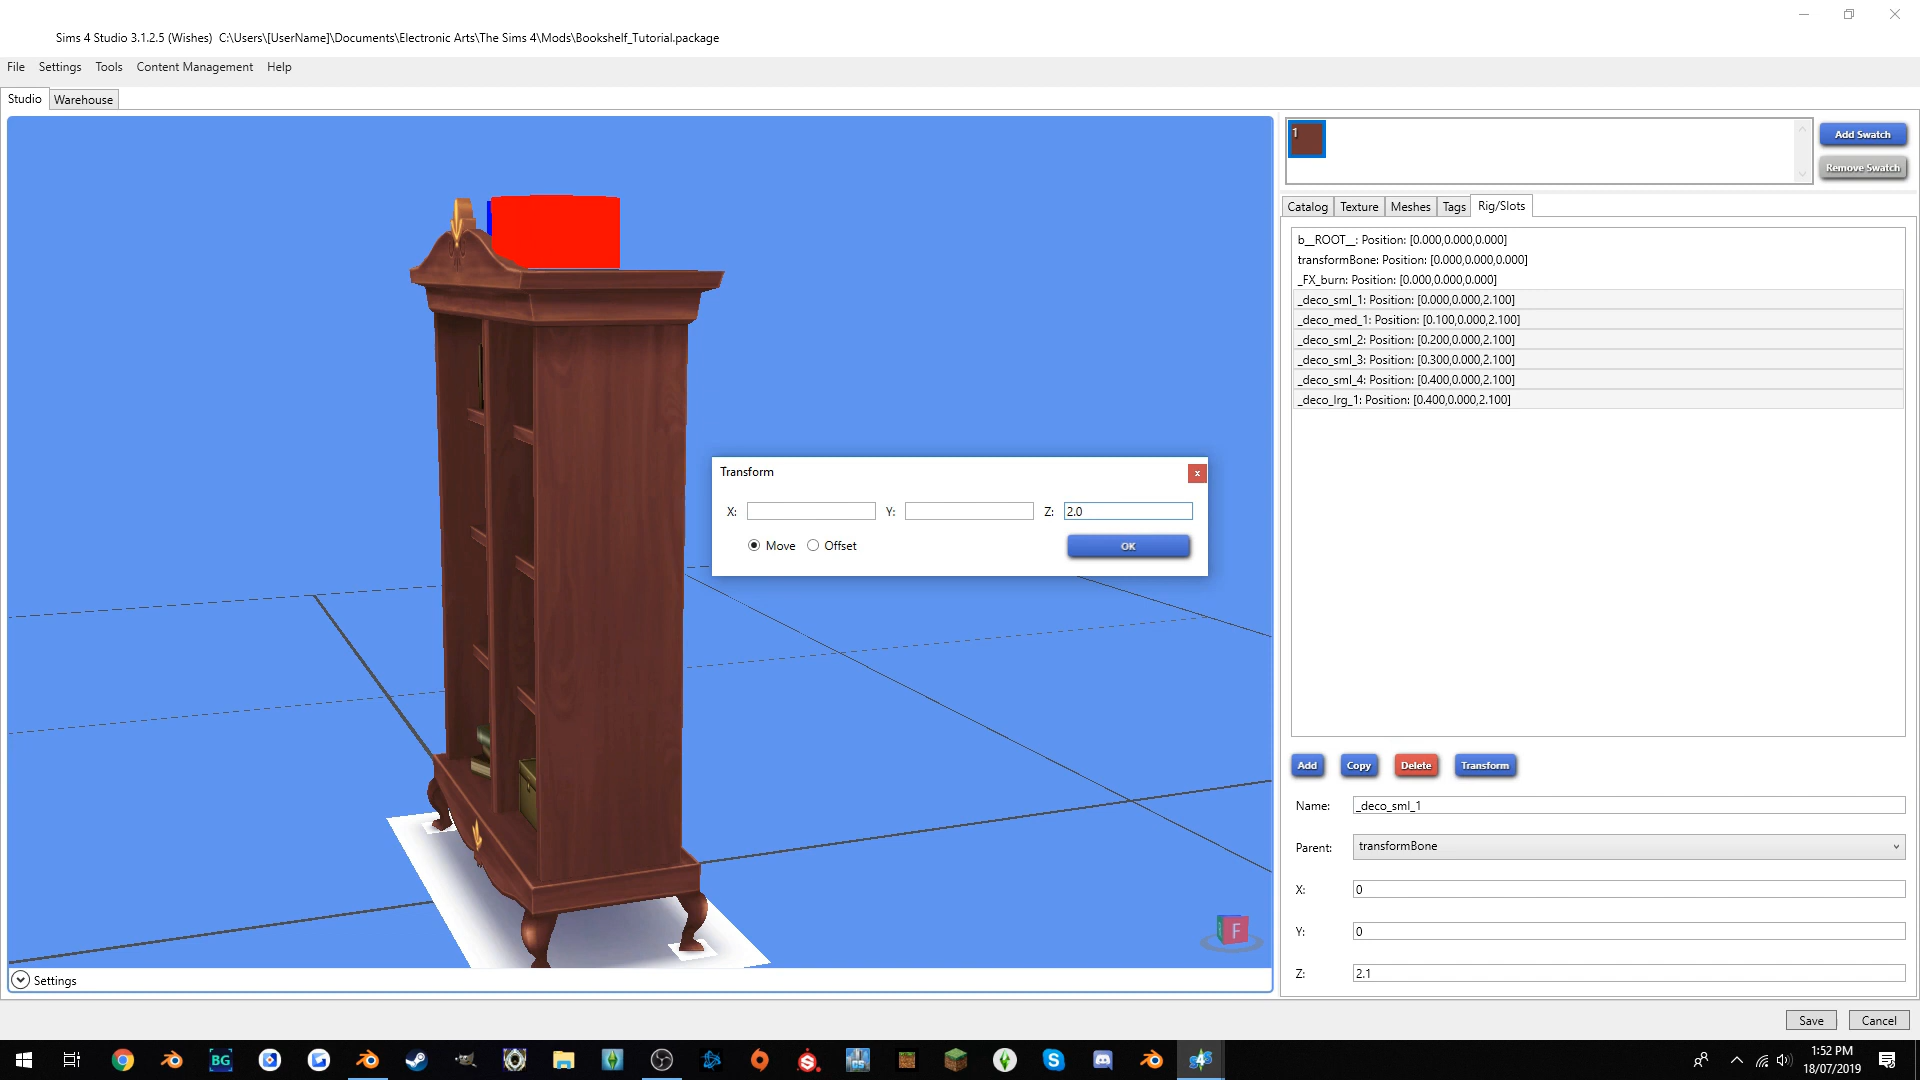 Sims 4 Studio 3.1.2.5 (Wishes)  C:\Users\[UserName]\Documents\Electronic Arts\The Sims 4\Mods\Bookshelf_Tutorial.package
File Settings Tools Content Management Help
Studio Warehouse
1
Add Swatch
Remove Swatch
Catalog Texture Meshes Tags Rig/Slots
b__ROOT__: Position: [0.000,0.000,0.000]
transformBone: Position: [0.000,0.000,0.000]
_FX_burn: Position: [0.000,0.000,0.000]
_deco_sml_1: Position: [0.000,0.000,2.100]
_deco_med_1: Position: [0.100,0.000,2.100]
_deco_sml_2: Position: [0.200,0.000,2.100]
_deco_sml_3: Position: [0.300,0.000,2.100]
_deco_sml_4: Position: [0.400,0.000,2.100]
_deco_lrg_1: Position: [0.400,0.000,2.100]
Transform x
X: Y: Z: 2.0
Move Offset OK
Add Copy Delete Transform
Name: _deco_sml_1
Parent: transformBone
X: 0
Y: 0
Z: 2.1
F
Settings
Save Cancel
BG
GS
4
1:52 PM
18/07/2019